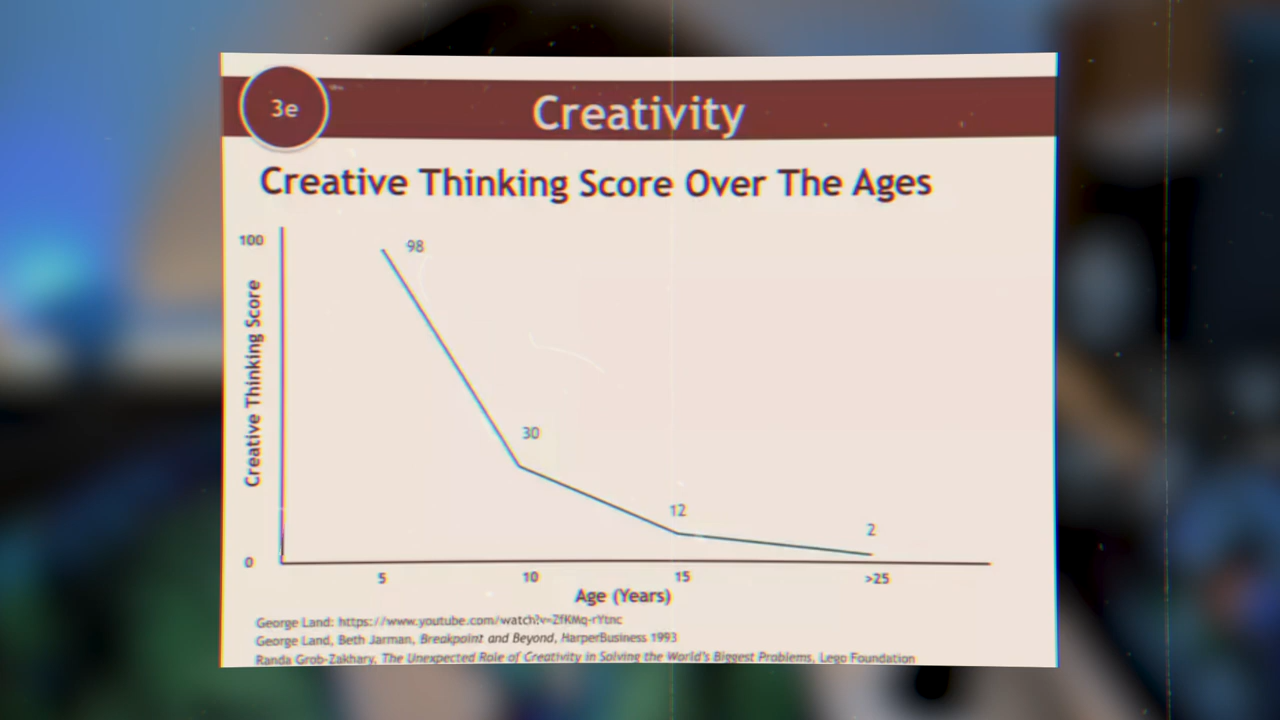 3e
Creativity
Creative Thinking Score Over The Ages
100
Creative Thinking Score
0
98
30
12
2
5 10 15 >25
Age (Years)
George Land: https://www.youtube.com/watch?v=ZfKMq-rYtnc
George Land, Beth Jarman, Breakpoint and Beyond, HarperBusiness 1993
Randa Grob-Zakhary, The Unexpected Role of Creativity in Solving the World's Biggest Problems, Lego Foundation